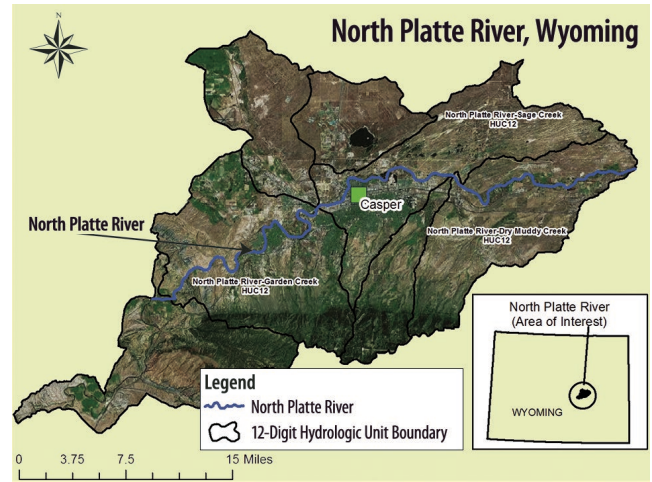 North Platte River, Wyoming
N
North Platte River-Sage Creek
HUC12
Casper
North Platte River
North Platte River-Dry Muddy Creek
HUC12
North Platte River-Garden Creek
HUC12
North Platte River
(Area of Interest)
WYOMING
Legend
North Platte River
12-Digit Hydrologic Unit Boundary
0 3.75 7.5 15 Miles